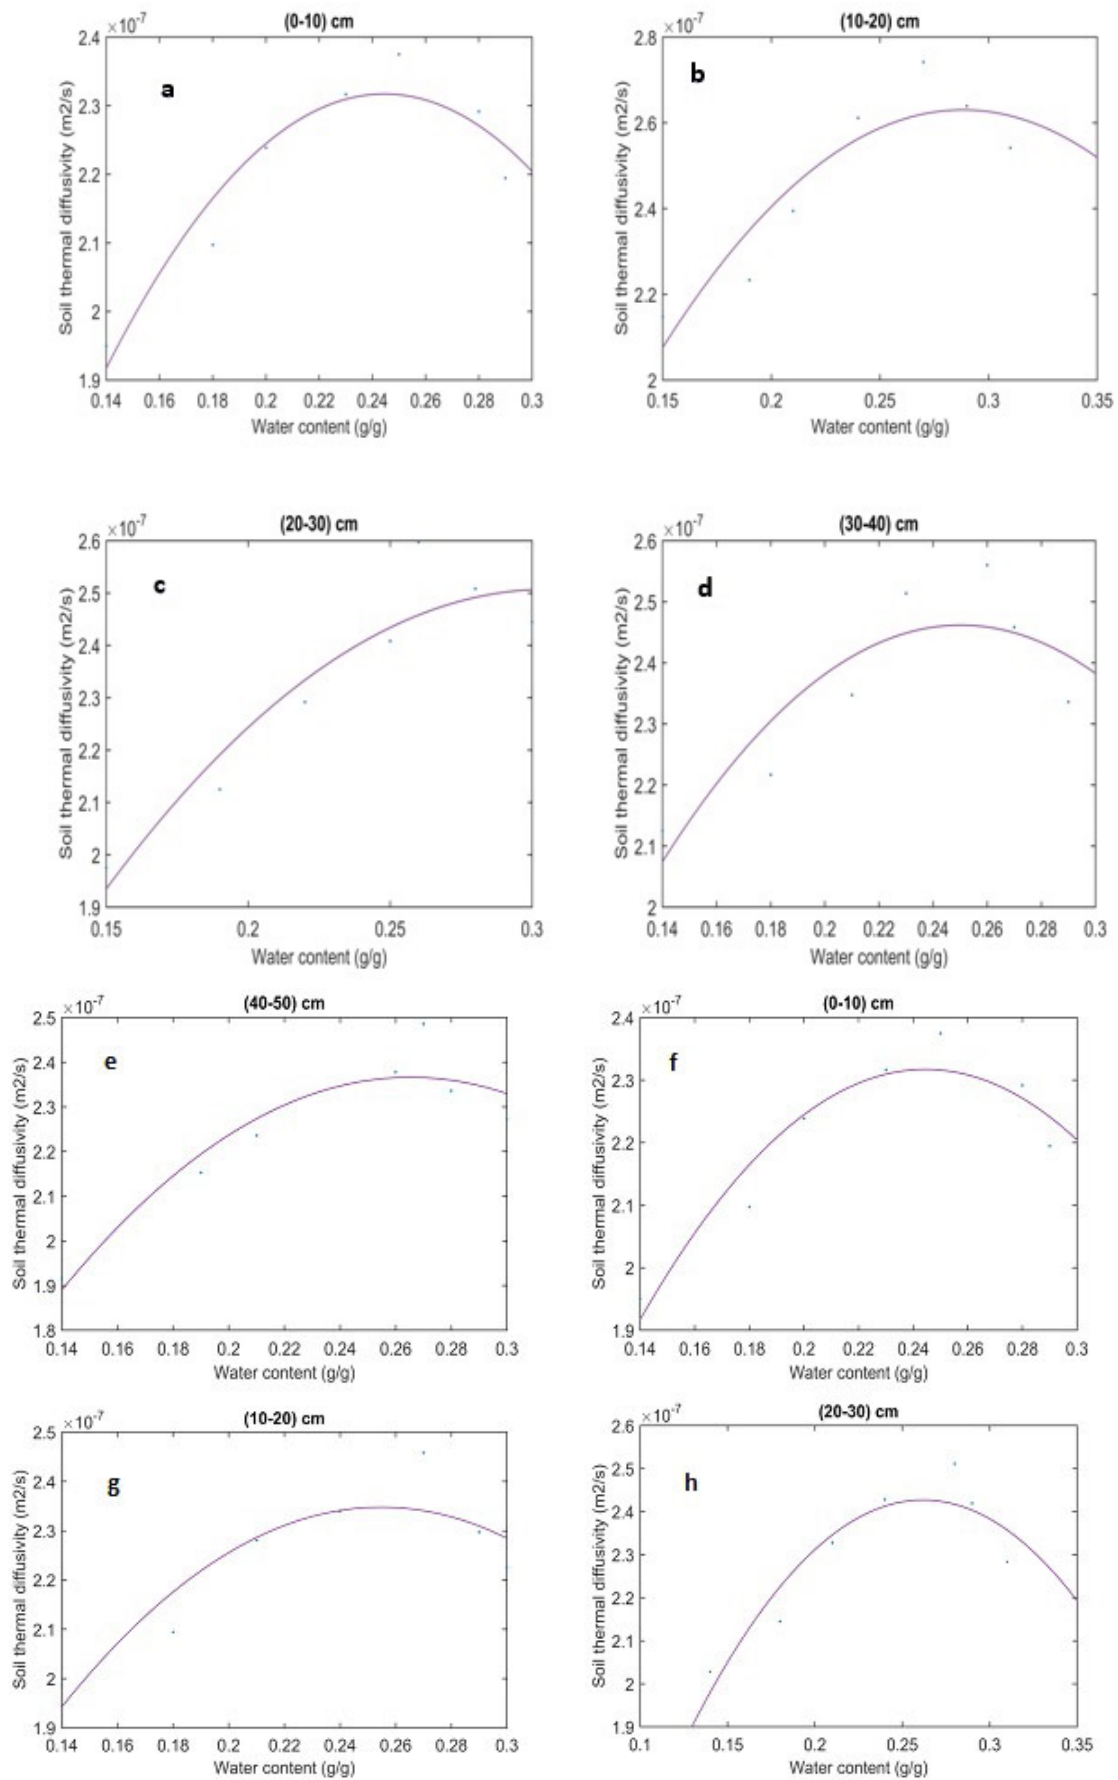 ×10⁻⁷ (0-10) cm
a
Soil thermal diffusivity (m2/s)
2.4
2.3
2.2
2.1
2
1.9
0.14 0.16 0.18 0.2 0.22 0.24 0.26 0.28 0.3
Water content (g/g)
×10⁻⁷ (10-20) cm
b
Soil thermal diffusivity (m2/s)
2.8
2.6
2.4
2.2
2
0.15 0.2 0.25 0.3 0.35
Water content (g/g)
×10⁻⁷ (20-30) cm
c
Soil thermal diffusivity (m2/s)
2.6
2.5
2.4
2.3
2.2
2.1
2
1.9
0.15 0.2 0.25 0.3
Water content (g/g)
×10⁻⁷ (30-40) cm
d
Soil thermal diffusivity (m2/s)
2.6
2.5
2.4
2.3
2.2
2.1
2
0.14 0.16 0.18 0.2 0.22 0.24 0.26 0.28 0.3
Water content (g/g)
×10⁻⁷ (40-50) cm
e
Soil thermal diffusivity (m2/s)
2.5
2.4
2.3
2.2
2.1
2
1.9
1.8
0.14 0.16 0.18 0.2 0.22 0.24 0.26 0.28 0.3
Water content (g/g)
×10⁻⁷ (0-10) cm
f
Soil thermal diffusivity (m2/s)
2.4
2.3
2.2
2.1
2
1.9
0.14 0.16 0.18 0.2 0.22 0.24 0.26 0.28 0.3
Water content (g/g)
×10⁻⁷ (10-20) cm
g
Soil thermal diffusivity (m2/s)
2.5
2.4
2.3
2.2
2.1
2
1.9
0.14 0.16 0.18 0.2 0.22 0.24 0.26 0.28 0.3
Water content (g/g)
×10⁻⁷ (20-30) cm
h
Soil thermal diffusivity (m2/s)
2.6
2.5
2.4
2.3
2.2
2.1
2
1.9
0.1 0.15 0.2 0.25 0.3 0.35
Water content (g/g)